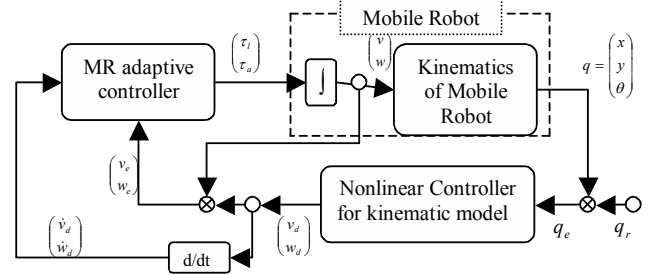 Mobile Robot
MR adaptive
controller
(τ_l
τ_a)
∫
(v
w)
Kinematics
of Mobile
Robot
q = (x
y
θ)
(v_e
w_e)
Nonlinear Controller
for kinematic model
(v̇_d
ẇ_d)
d/dt
(v_d
w_d)
q_e
q_r